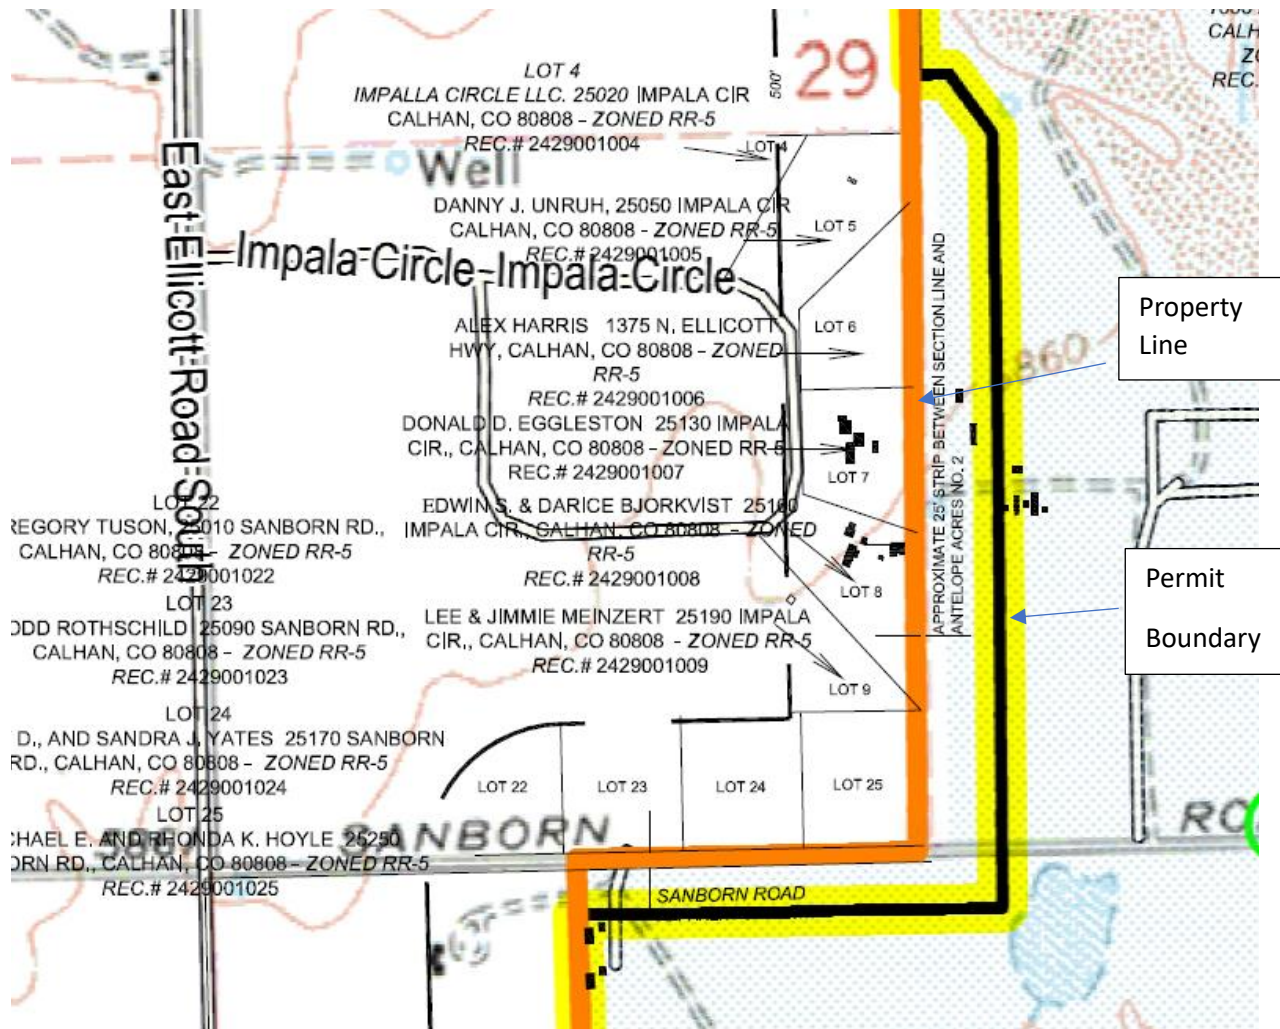 CALH
REC.
29
500'
LOT 4
IMPALLA CIRCLE LLC. 25020 IMPALA CIR
CALHAN, CO 80808 – ZONED RR-5
REC.# 2429001004
LOT 4
Well
DANNY J. UNRUH, 25050 IMPALA CIR
CALHAN, CO 80808 – ZONED RR-5
REC.# 2429001005
LOT 5
East-Ellicott-Road-South
Impala-Circle-Impala-Circle
ALEX HARRIS 1375 N, ELLICOTT
HWY, CALHAN, CO 80808 – ZONED
RR-5
REC.# 2429001006
LOT 6
Property
Line
860
DONALD D. EGGLESTON 25130 IMPALA
CIR., CALHAN, CO 80808 – ZONED RR-5
REC.# 2429001007
LOT 7
APPROXIMATE 25' STRIP BETWEEN SECTION LINE AND
ANTELOPE ACRES NO. 2
EDWIN S. & DARICE BJORKVIST 25160
IMPALA CIR., CALHAN, CO 80808 – ZONED
RR-5
REC.# 2429001008
LOT 8
LOT 22
REGORY TUSON, 25010 SANBORN RD.,
CALHAN, CO 80808 – ZONED RR-5
REC.# 2429001022
Permit
Boundary
LOT 23
ODD ROTHSCHILD 25090 SANBORN RD.,
CALHAN, CO 80808 – ZONED RR-5
REC.# 2429001023
LEE & JIMMIE MEINZERT 25190 IMPALA
CIR., CALHAN, CO 80808 – ZONED RR-5
REC.# 2429001009
LOT 9
LOT 24
D., AND SANDRA J. YATES 25170 SANBORN
RD., CALHAN, CO 80808 – ZONED RR-5
REC.# 2429001024
LOT 22
LOT 23
LOT 24
LOT 25
LOT 25
CHAEL E. AND RHONDA K. HOYLE 25250
ORN RD., CALHAN, CO 80808 – ZONED RR-5
REC.# 2429001025
SANBORN
RO
SANBORN ROAD